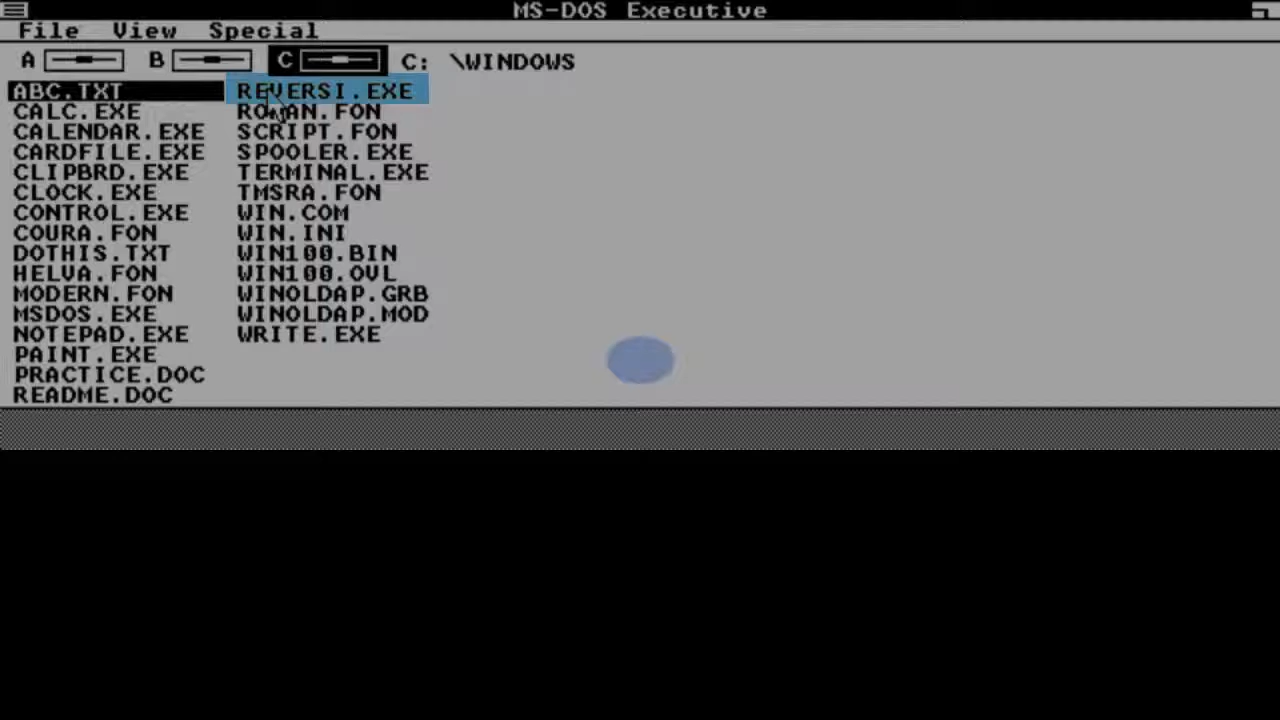 MS-DOS Executive
File View Special
A B C C: \WINDOWS
ABC.TXT REVERSI.EXE
CALC.EXE ROMAN.FON
CALENDAR.EXE SCRIPT.FON
CARDFILE.EXE SPOOLER.EXE
CLIPBRD.EXE TERMINAL.EXE
CLOCK.EXE TMSRA.FON
CONTROL.EXE WIN.COM
COURA.FON WIN.INI
DOTHIS.TXT WIN100.BIN
HELVA.FON WIN100.OVL
MODERN.FON WINOLDAP.GRB
MSDOS.EXE WINOLDAP.MOD
NOTEPAD.EXE WRITE.EXE
PAINT.EXE
PRACTICE.DOC
README.DOC